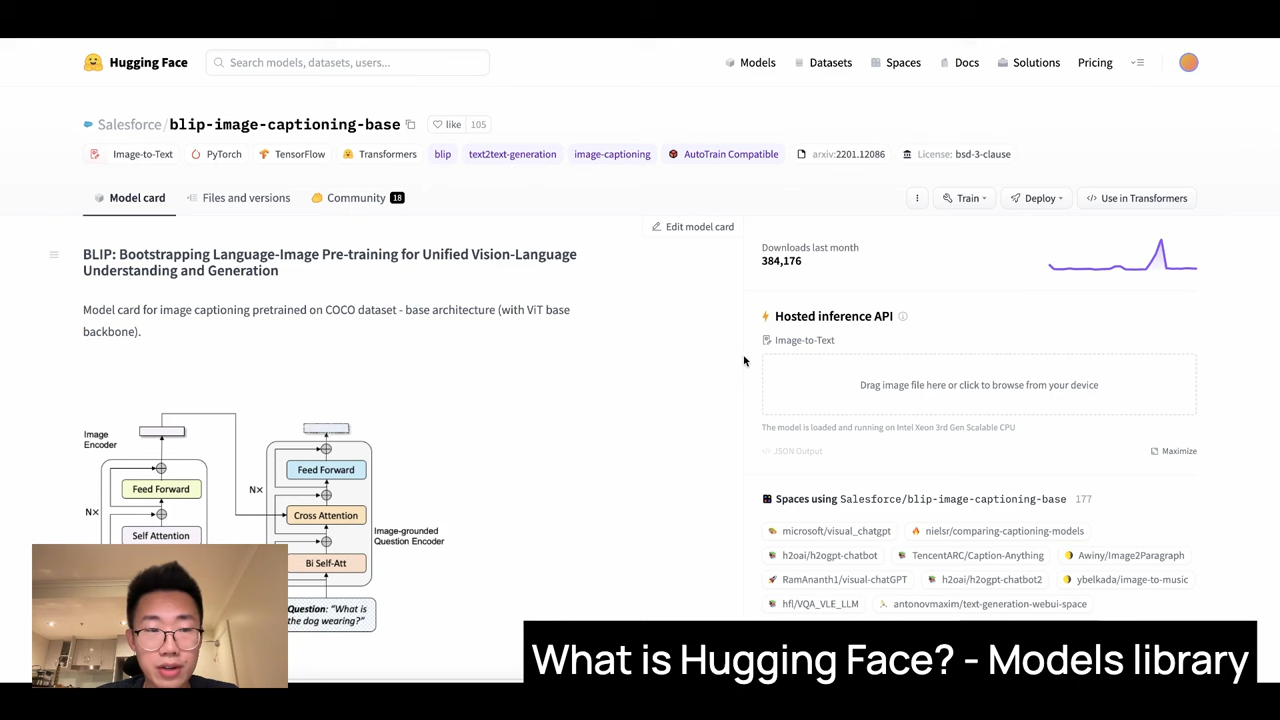 Hugging Face
Search models, datasets, users...
Models
Datasets
Spaces
Docs
Solutions
Pricing
Salesforce/blip-image-captioning-base
like 105
Image-to-Text PyTorch TensorFlow Transformers blip text2text-generation image-captioning AutoTrain Compatible arxiv:2201.12086 License: bsd-3-clause
Model card
Files and versions
Community 18
Train
Deploy
</> Use in Transformers
Edit model card
BLIP: Bootstrapping Language-Image Pre-training for Unified Vision-Language
Understanding and Generation
Model card for image captioning pretrained on COCO dataset - base architecture (with ViT base
backbone).
Image
Encoder
Feed Forward
N×
Self Attention
Feed Forward
N×
Cross Attention
Bi Self-Att
Image-grounded
Question Encoder
Question: "What is
the dog wearing?"
Downloads last month
384,176
Hosted inference API
Image-to-Text
Drag image file here or click to browse from your device
The model is loaded and running on Intel Xeon 3rd Gen Scalable CPU
</> JSON Output
Maximize
Spaces using Salesforce/blip-image-captioning-base 177
microsoft/visual_chatgpt
nielsr/comparing-captioning-models
h2oai/h2ogpt-chatbot
TencentARC/Caption-Anything
Awiny/Image2Paragraph
RamAnanth1/visual-chatGPT
h2oai/h2ogpt-chatbot2
ybelkada/image-to-music
hfl/VQA_VLE_LLM
antonovmaxim/text-generation-webui-space
What is Hugging Face? - Models library